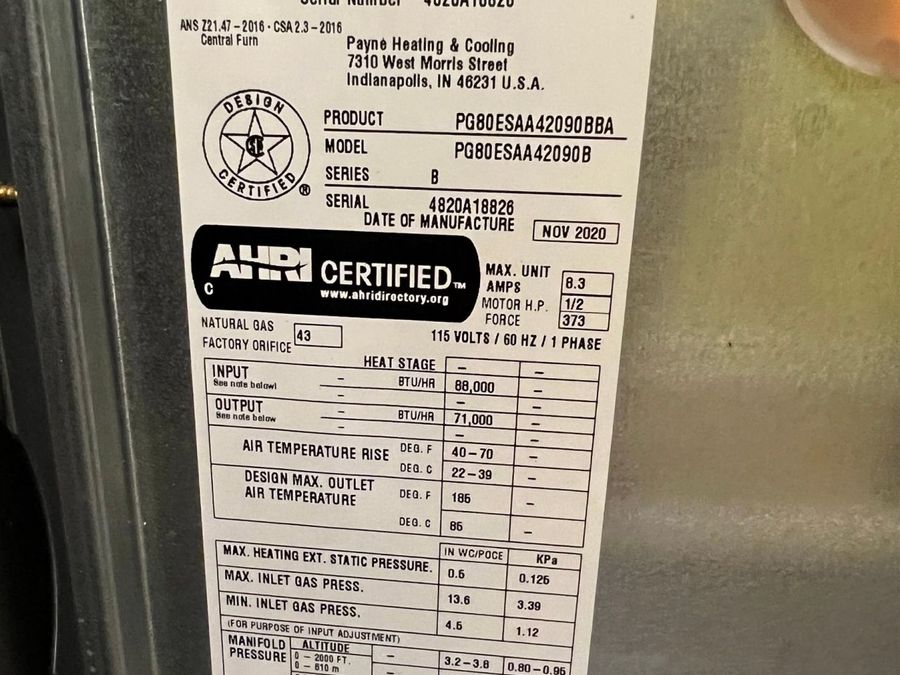 Serial Number 4820A18826
ANS Z21.47-2016 · CSA 2.3-2016
Central Furn
Payne Heating & Cooling
7310 West Morris Street
Indianapolis, IN 46231 U.S.A.
DESIGN CERTIFIED ®
PRODUCT PG80ESAA42090BBA
MODEL PG80ESAA42090B
SERIES B
SERIAL 4820A18826
DATE OF MANUFACTURE NOV 2020
C AHRI CERTIFIED™
www.ahridirectory.org
MAX. UNIT AMPS 8.3
MOTOR H.P. 1/2
FORCE 373
NATURAL GAS
FACTORY ORIFICE 43
115 VOLTS / 60 HZ / 1 PHASE
HEAT STAGE – –
INPUT – BTU/HR 88,000 –
See note below) – – –
OUTPUT – BTU/HR 71,000 –
See note below – – –
AIR TEMPERATURE RISE DEG. F 40-70 –
DEG. C 22-39 –
DESIGN MAX. OUTLET
AIR TEMPERATURE DEG. F 185 –
DEG. C 85 –
IN WC/POCE KPa
MAX. HEATING EXT. STATIC PRESSURE. 0.5 0.125
MAX. INLET GAS PRESS. 13.6 3.39
MIN. INLET GAS PRESS. 4.5 1.12
(FOR PURPOSE OF INPUT ADJUSTMENT)
MANIFOLD PRESSURE ALTITUDE
0 – 2000 FT. – 3.2-3.8 0.80-0.95
0 – 610 m –